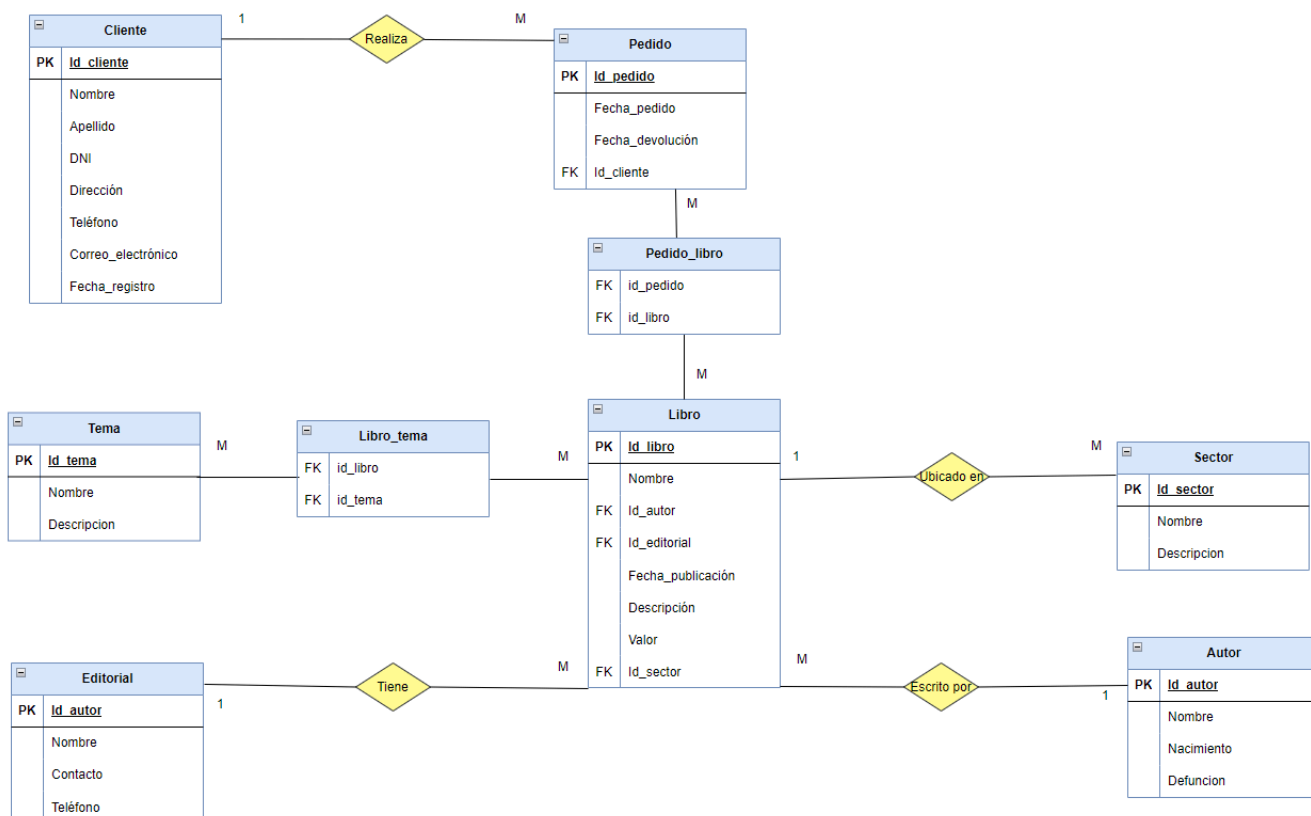 Cliente
PK Id_cliente
Nombre
Apellido
DNI
Dirección
Teléfono
Correo_electrónico
Fecha_registro
1
Realiza
M
Pedido
PK Id_pedido
Fecha_pedido
Fecha_devolución
FK Id_cliente
M
Pedido_libro
FK id_pedido
FK id_libro
M
Tema
PK Id_tema
Nombre
Descripcion
M
Libro_tema
FK id_libro
FK id_tema
M
Libro
PK Id_libro
Nombre
FK Id_autor
FK Id_editorial
Fecha_publicación
Descripción
Valor
FK Id_sector
1
Ubicado en
M
Sector
PK Id_sector
Nombre
Descripcion
Editorial
PK Id_autor
Nombre
Contacto
Teléfono
1
Tiene
M
M
Escrito por
1
Autor
PK Id_autor
Nombre
Nacimiento
Defuncion